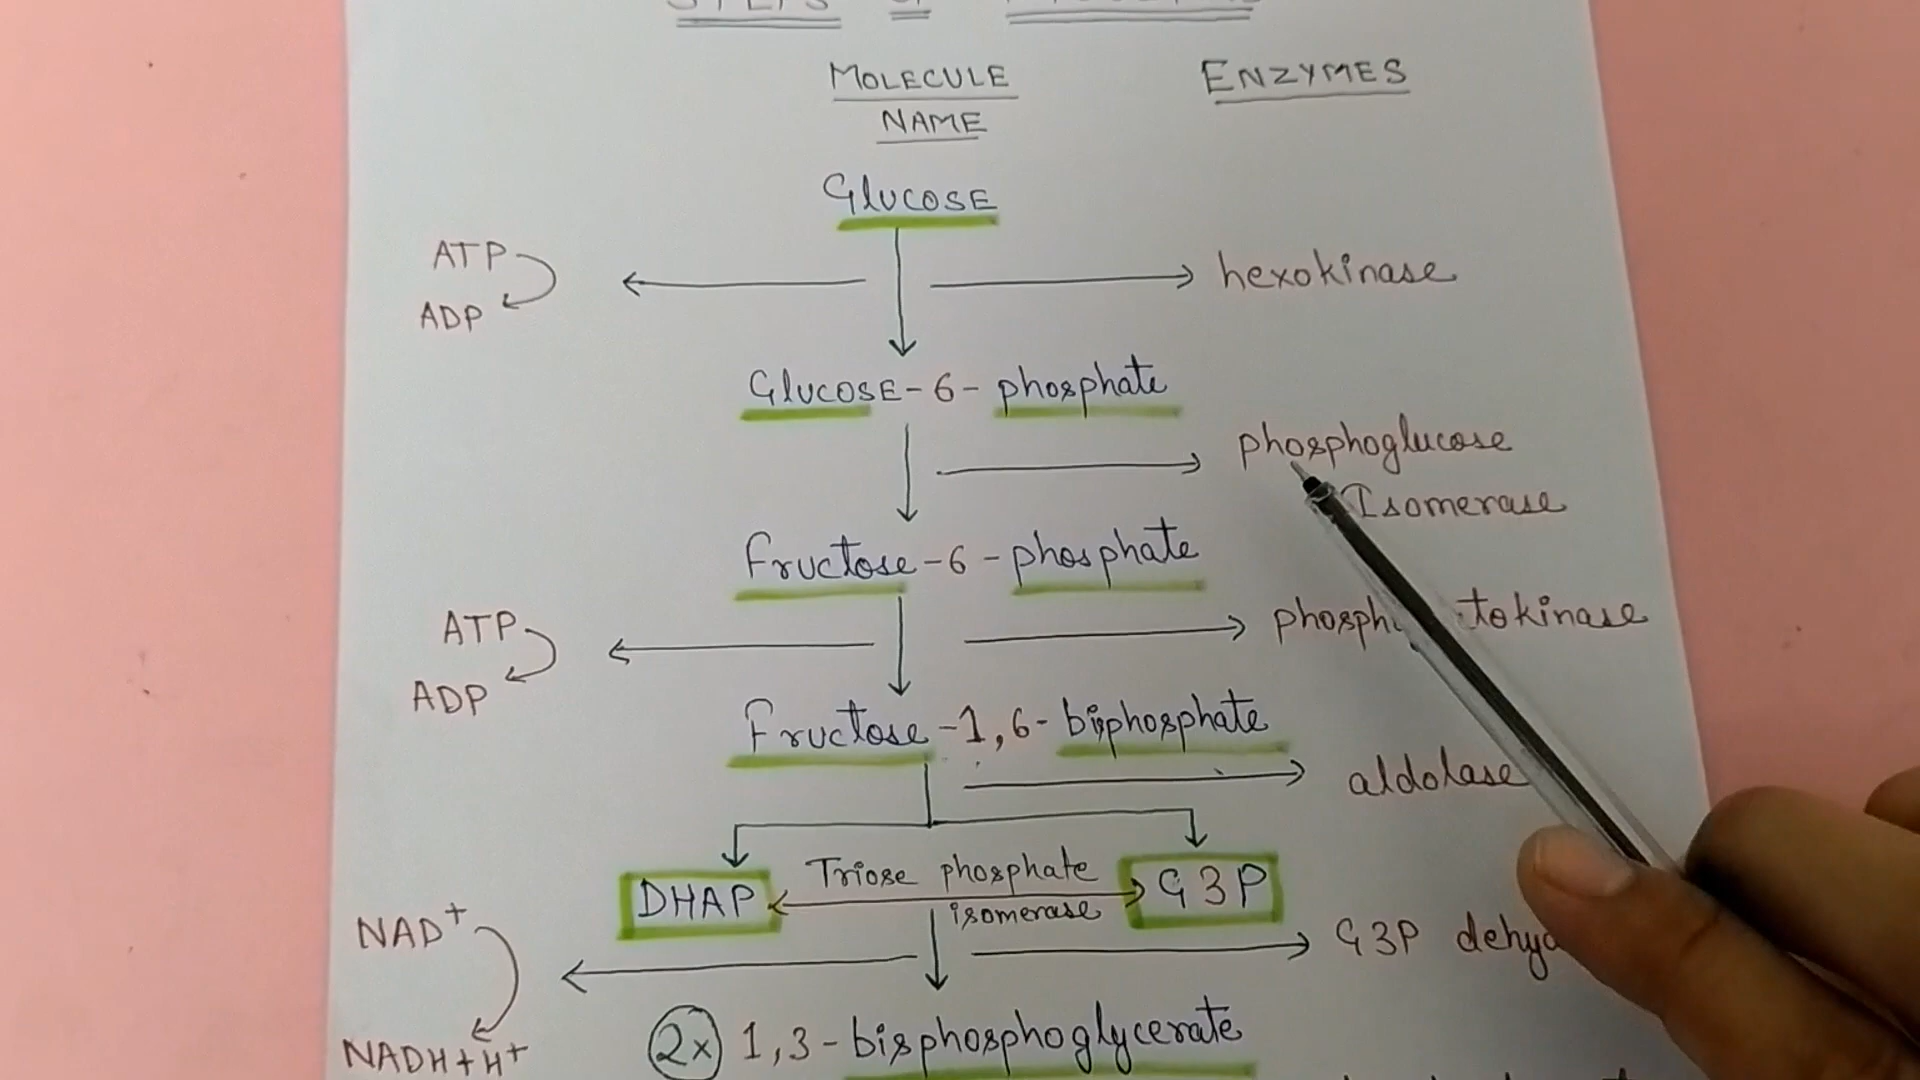 MOLECULE
NAME
ENZYMES
GlUCOSE
ATP
ADP
hexokinase
GlUCOSE-6-phosphate
phosphoglucose
Isomerase
Fructose-6-phosphate
ATP
ADP
Fructose-1,6-bisphosphate
aldolase
DHAP
Triose phosphate
isomerase
G3P
NAD+
NADH+H+
G3P
2x 1,3-bisphosphoglycerate